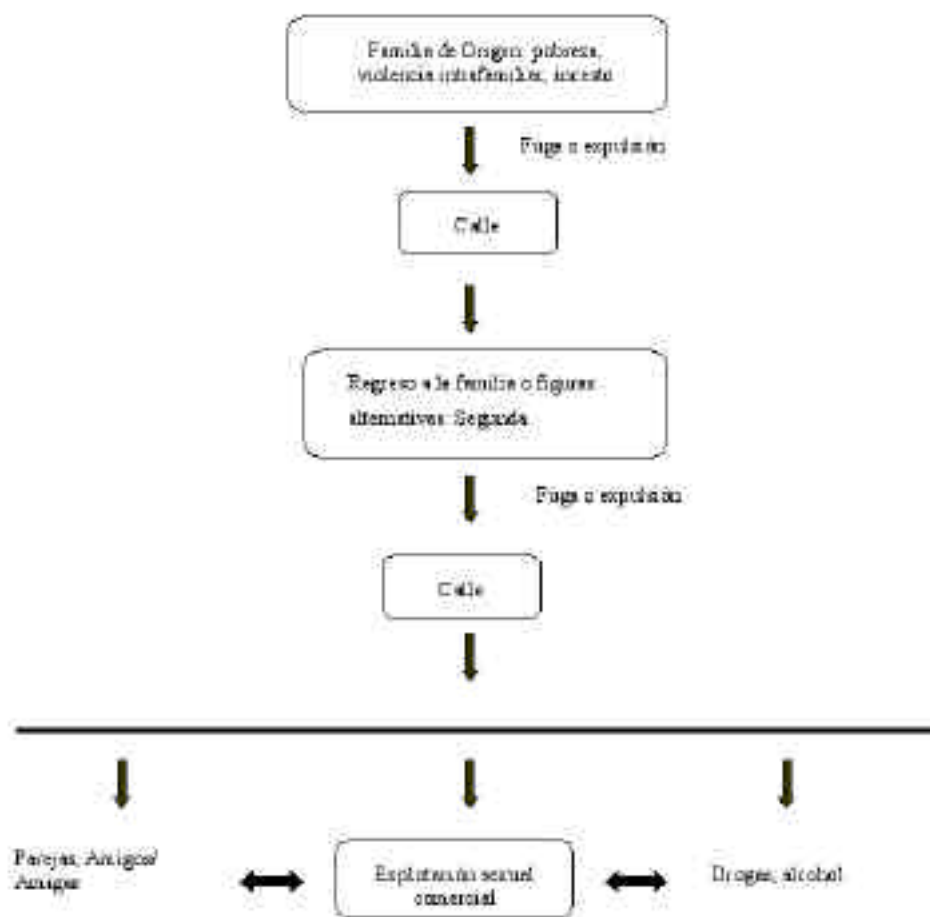 Familia de Origen: pobreza,
violencia intrafamiliar, incesto
Fuga o expulsión
Calle
Regreso a la familia o figuras
alternativas. Segunda
Fuga o expulsión
Calle
Parejas, Amigos/
Amigas
Explotación sexual
comercial
Drogas, alcohol